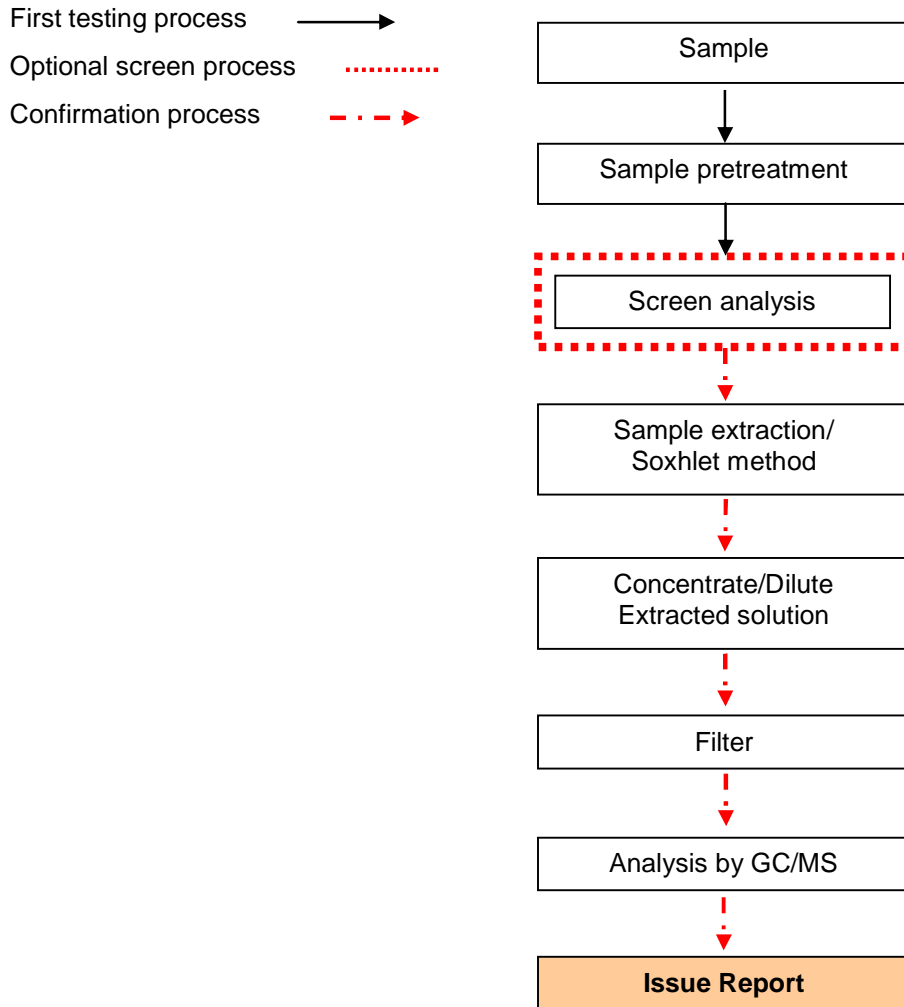 First testing process
Optional screen process
Confirmation process
Sample
Sample pretreatment
Screen analysis
Sample extraction/
Soxhlet method
Concentrate/Dilute
Extracted solution
Filter
Analysis by GC/MS
Issue Report